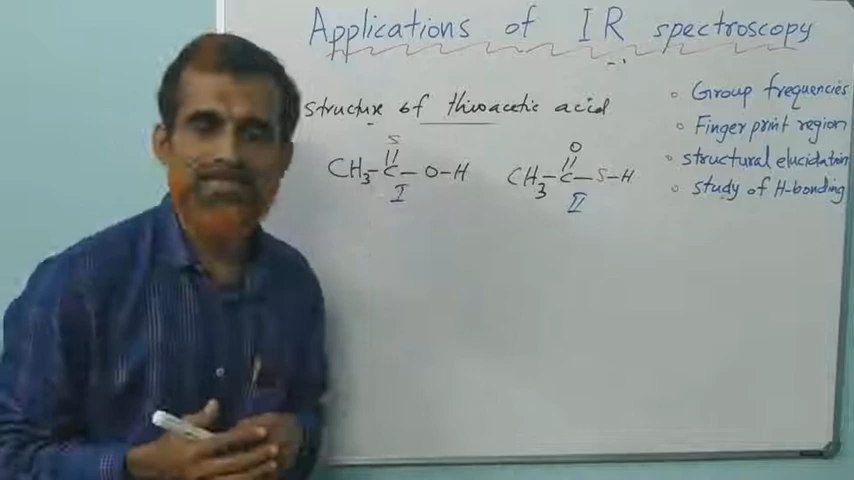 Applications of IR spectroscopy
structure of thioacetic acid
S
CH3-C-O-H
I
O
CH3-C-S-H
II
Group frequencies
Finger print region
structural elucidation
study of H-bonding